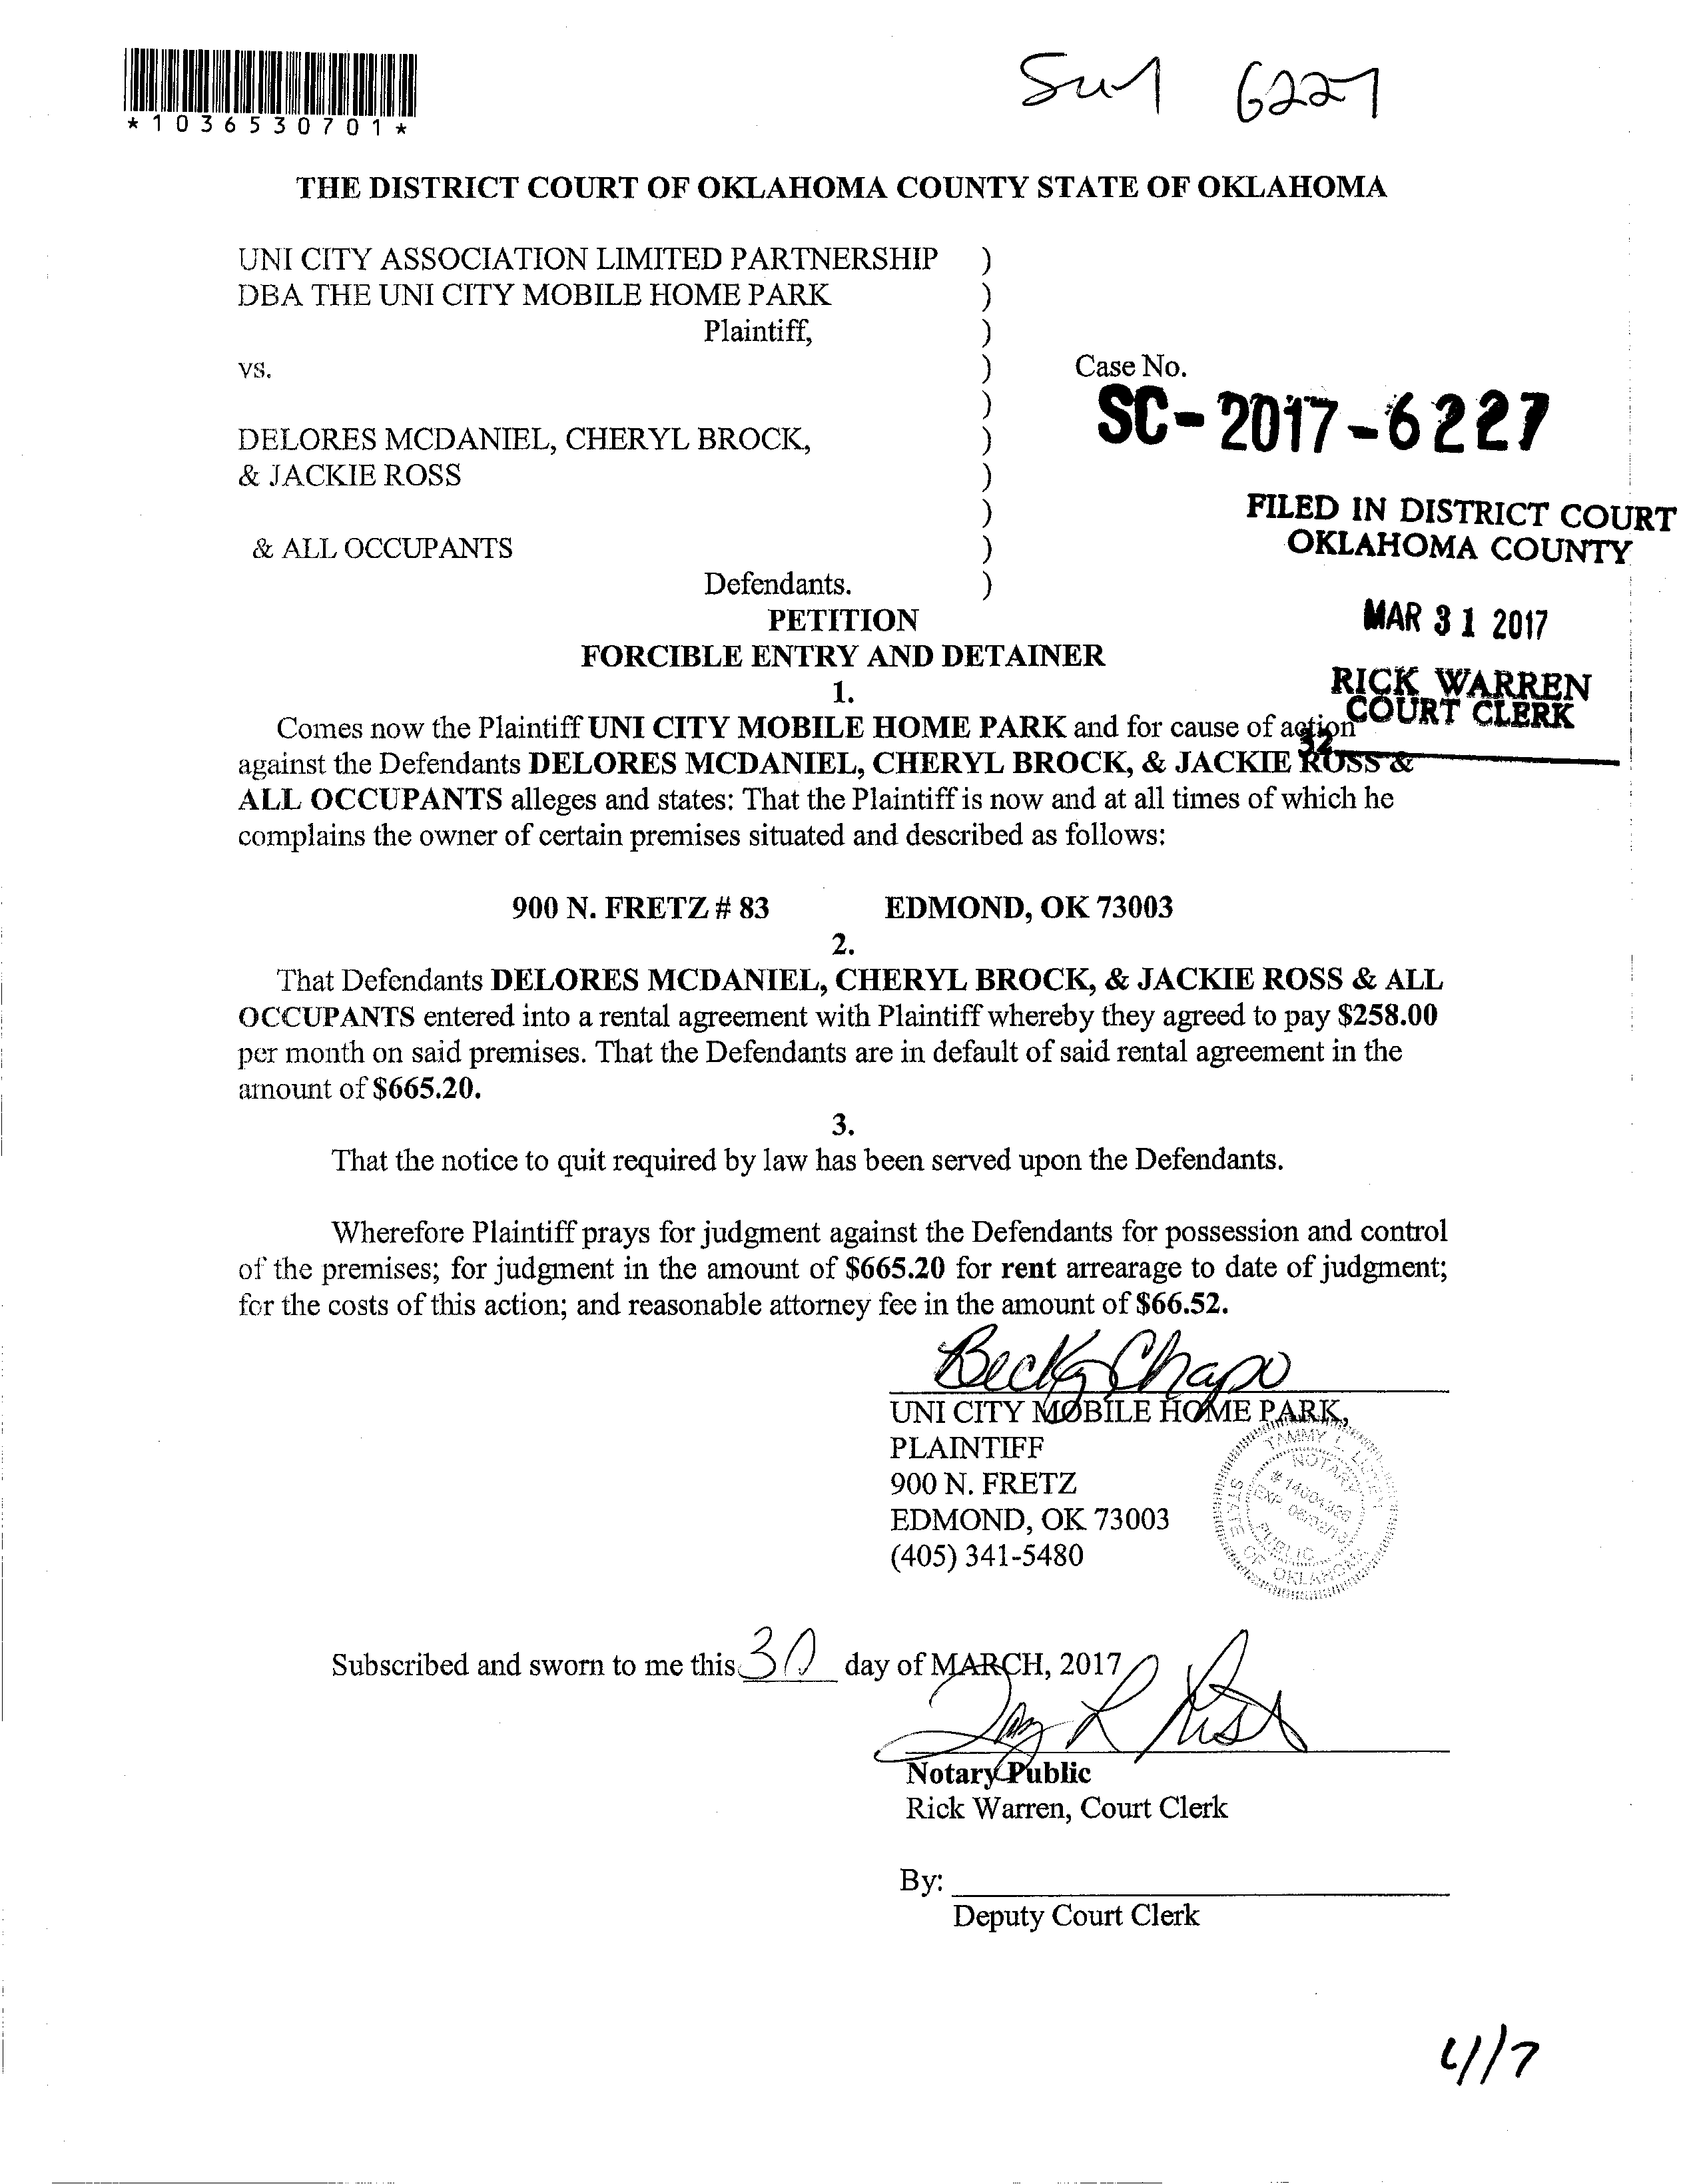 *1036530701*
6227
THE DISTRICT COURT OF OKLAHOMA COUNTY STATE OF OKLAHOMA
UNI CITY ASSOCIATION LIMITED PARTNERSHIP )
DBA THE UNI CITY MOBILE HOME PARK )
Plaintiff, )
vs. ) Case No.
)
SC-2017-6227
DELORES MCDANIEL, CHERYL BROCK, )
& JACKIE ROSS )
)
FILED IN DISTRICT COURT
& ALL OCCUPANTS )
OKLAHOMA COUNTY
Defendants. )
PETITION
MAR 31 2017
FORCIBLE ENTRY AND DETAINER
1.
RICK WARREN
COURT CLERK
32
Comes now the Plaintiff UNI CITY MOBILE HOME PARK and for cause of action
against the Defendants DELORES MCDANIEL, CHERYL BROCK, & JACKIE ROSS &
ALL OCCUPANTS alleges and states: That the Plaintiff is now and at all times of which he
complains the owner of certain premises situated and described as follows:
900 N. FRETZ # 83 EDMOND, OK 73003
2.
That Defendants DELORES MCDANIEL, CHERYL BROCK, & JACKIE ROSS & ALL
OCCUPANTS entered into a rental agreement with Plaintiff whereby they agreed to pay $258.00
per month on said premises. That the Defendants are in default of said rental agreement in the
amount of $665.20.
3.
That the notice to quit required by law has been served upon the Defendants.
Wherefore Plaintiff prays for judgment against the Defendants for possession and control
of the premises; for judgment in the amount of $665.20 for rent arrearage to date of judgment;
for the costs of this action; and reasonable attorney fee in the amount of $66.52.
Becky Chapo
UNI CITY MOBILE HOME PARK,
PLAINTIFF
900 N. FRETZ
EDMOND, OK 73003
(405) 341-5480
TAMMY L.
NOTARY
PUBLIC
STATE OF OKLAHOMA
Subscribed and sworn to me this 30 day of MARCH, 2017
Notary Public
Rick Warren, Court Clerk
By:
Deputy Court Clerk
4/7